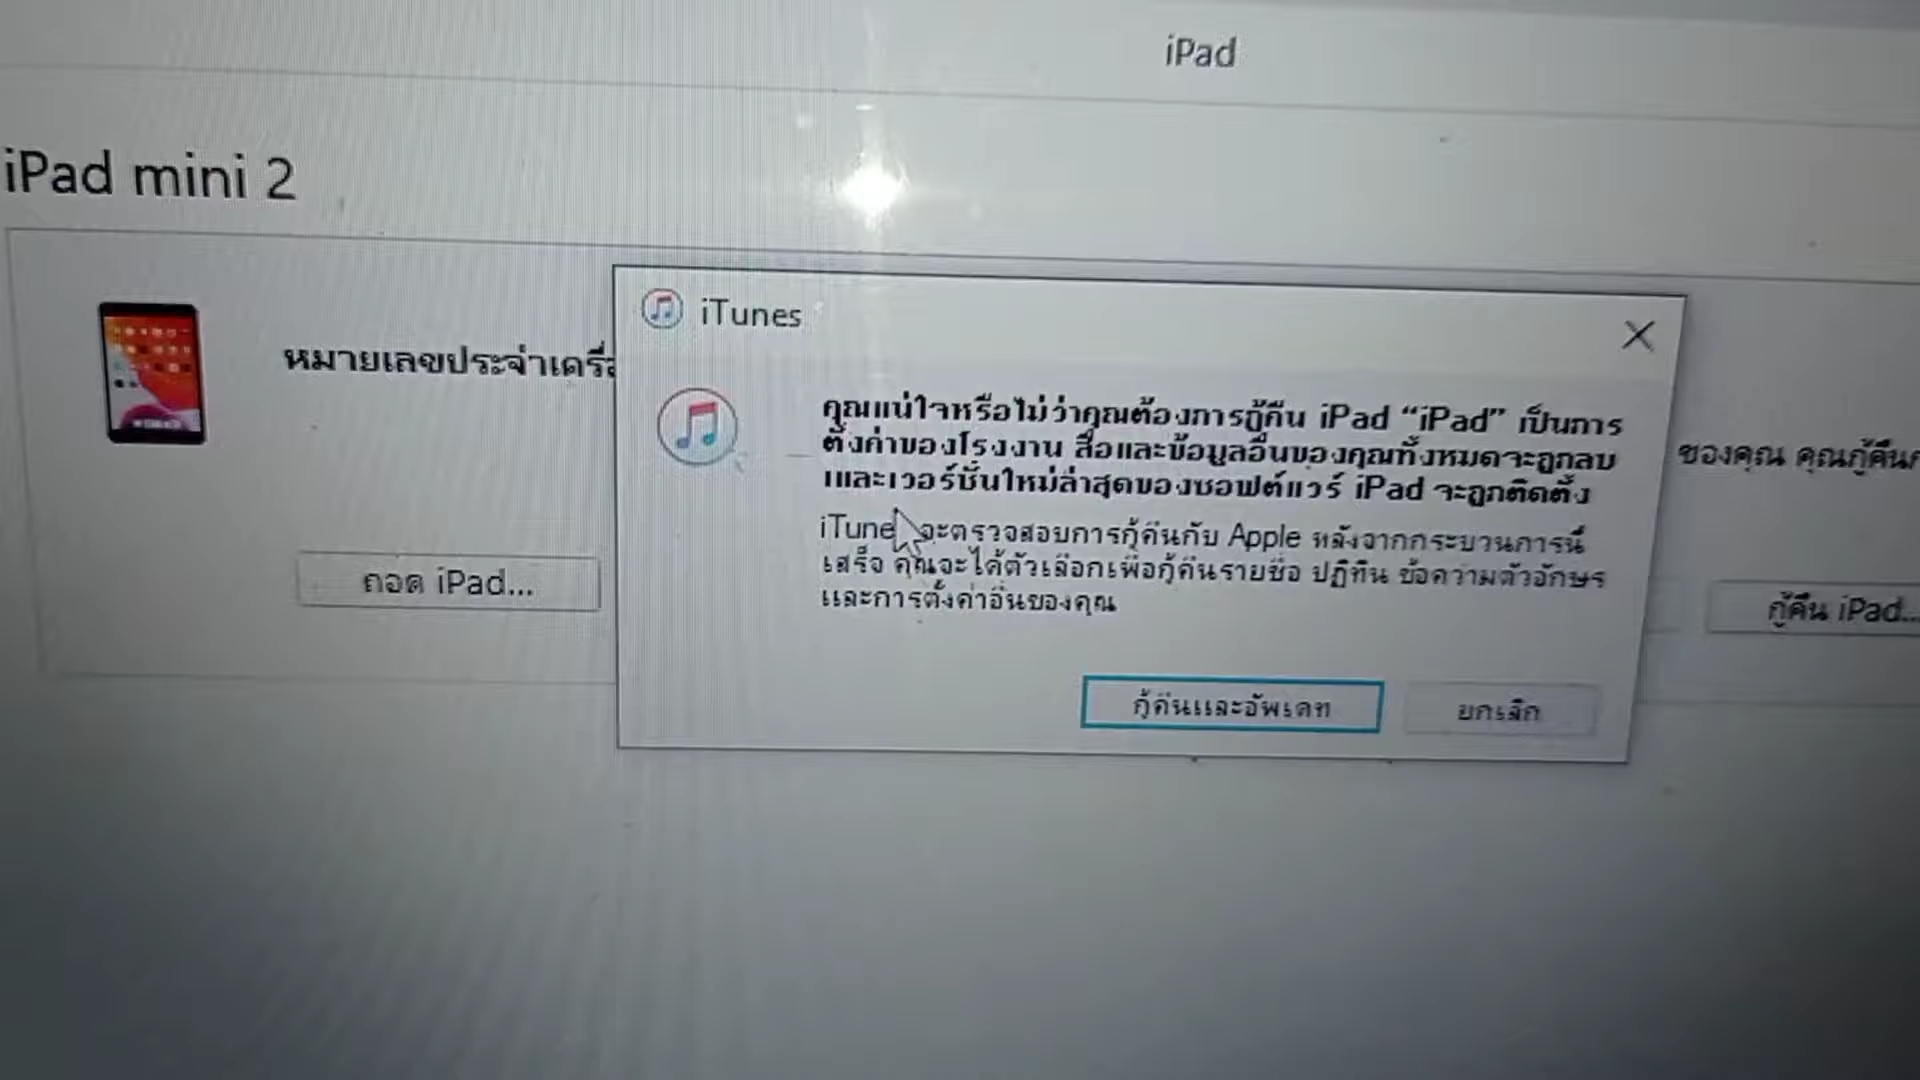 iPad
iPad mini 2
iTunes
หมายเลขประจำเครื่อ
คุณแน่ใจหรือไม่ว่าคุณต้องการกู้คืน iPad “iPad” เป็นการ
ตั้งค่าของโรงงาน สื่อและข้อมูลอื่นของคุณทั้งหมดจะถูกลบ
และเวอร์ชั่นใหม่ล่าสุดของซอฟต์แวร์ iPad จะถูกติดตั้ง
ของคุณ คุณกู้คืน
iTune จะตรวจสอบการกู้คืนกับ Apple หลังจากกระบวนการนี้
เสร็จ คุณจะได้ตัวเลือกเพื่อกู้คืนรายชื่อ ปฏิทิน ข้อความตัวอักษร
และการตั้งค่าอื่นของคุณ
ถอด iPad...
กู้คืน iPad...
กู้คืนและอัพเดท
ยกเลิก